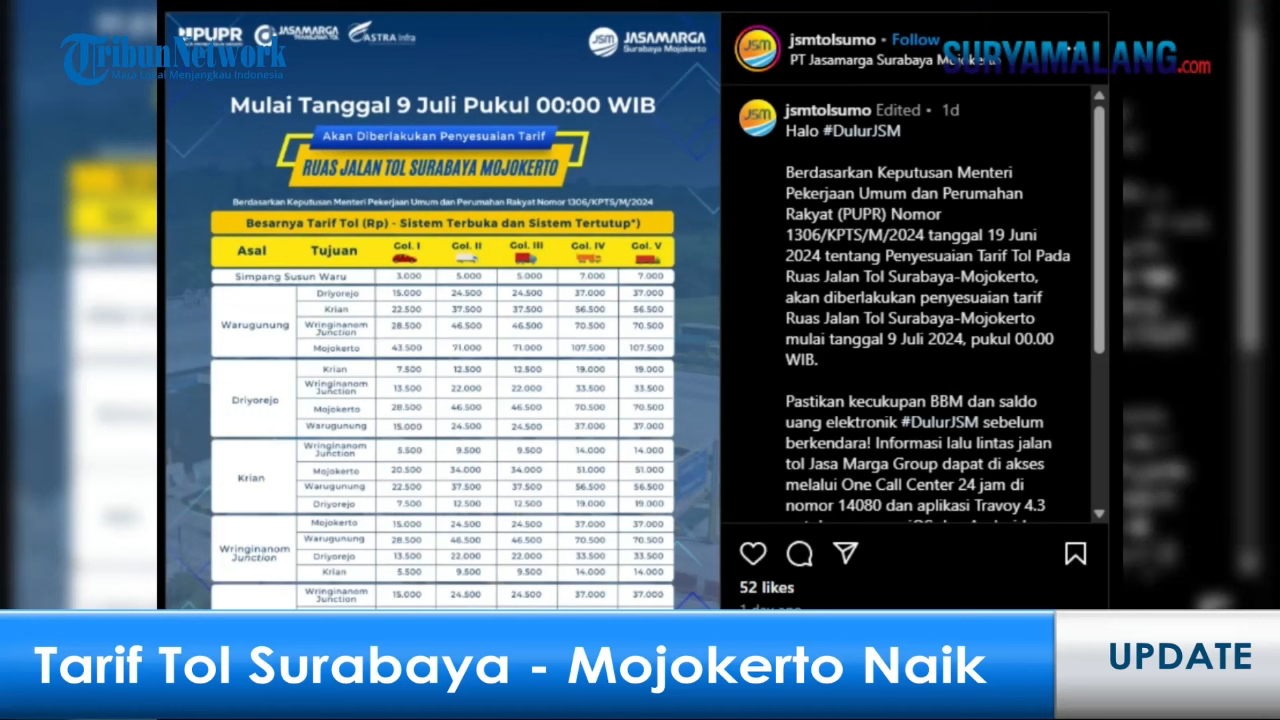 PUPR
JASAMARGA
TRANSJAWA TOL
ASTRA Infra
JSM
JASAMARGA
Surabaya Mojokerto
TribunNetwork
Mata Lokal Menjangkau Indonesia
Mulai Tanggal 9 Juli Pukul 00:00 WIB
Akan Diberlakukan Penyesuaian Tarif
RUAS JALAN TOL SURABAYA MOJOKERTO
Berdasarkan Keputusan Menteri Pekerjaan Umum dan Perumahan Rakyat Nomor 1306/KPTS/M/2024
Besarnya Tarif Tol (Rp) - Sistem Terbuka dan Sistem Tertutup*)
Asal Tujuan Gol. I Gol. II Gol. III Gol. IV Gol. V
Simpang Susun Waru 3.000 5.000 5.000 7.000 7.000
Warugunung
Driyorejo 15.000 24.500 24.500 37.000 37.000
Krian 22.500 37.500 37.500 56.500 56.500
Wringinanom Junction 28.500 46.500 46.500 70.500 70.500
Mojokerto 43.500 71.000 71.000 107.500 107.500
Driyorejo
Krian 7.500 12.500 12.500 19.000 19.000
Wringinanom Junction 13.500 22.000 22.000 33.500 33.500
Mojokerto 28.500 46.500 46.500 70.500 70.500
Warugunung 15.000 24.500 24.500 37.000 37.000
Krian
Wringinanom Junction 5.500 9.500 9.500 14.000 14.000
Mojokerto 20.500 34.000 34.000 51.000 51.000
Warugunung 22.500 37.500 37.500 56.500 56.500
Driyorejo 7.500 12.500 12.500 19.000 19.000
Wringinanom Junction
Mojokerto 15.000 24.500 24.500 37.000 37.000
Warugunung 28.500 46.500 46.500 70.500 70.500
Driyorejo 13.500 22.000 22.000 33.500 33.500
Krian 5.500 9.500 9.500 14.000 14.000
Wringinanom Junction 15.000 24.500 24.500 37.000 37.000
JSM
jsmtolsumo • Follow
PT Jasamarga Surabaya Mojokerto
SURYAMALANG.com
JSM
jsmtolsumo Edited • 1d
Halo #DulurJSM
Berdasarkan Keputusan Menteri
Pekerjaan Umum dan Perumahan
Rakyat (PUPR) Nomor
1306/KPTS/M/2024 tanggal 19 Juni
2024 tentang Penyesuaian Tarif Tol Pada
Ruas Jalan Tol Surabaya-Mojokerto,
akan diberlakukan penyesuaian tarif
Ruas Jalan Tol Surabaya-Mojokerto
mulai tanggal 9 Juli 2024, pukul 00.00
WIB.
Pastikan kecukupan BBM dan saldo
uang elektronik #DulurJSM sebelum
berkendara! Informasi lalu lintas jalan
tol Jasa Marga Group dapat di akses
melalui One Call Center 24 jam di
nomor 14080 dan aplikasi Travoy 4.3
52 likes
1 day ago
Tarif Tol Surabaya - Mojokerto Naik
UPDATE